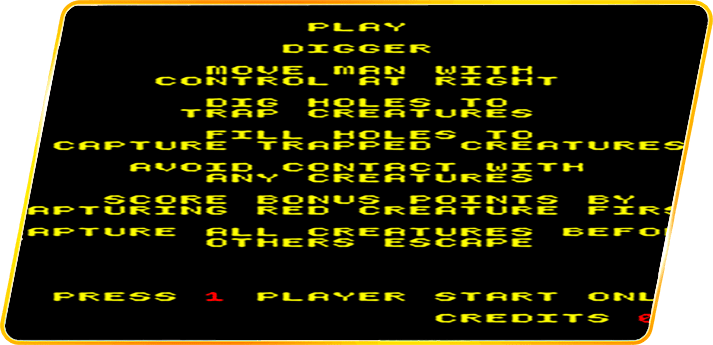 PLAY
DIGGER
MOVE MAN WITH
CONTROL AT RIGHT
DIG HOLES TO
TRAP CREATURES
FILL HOLES TO
CAPTURE TRAPPED CREATURES
AVOID CONTACT WITH
ANY CREATURES
SCORE BONUS POINTS BY
APTURING RED CREATURE FIRS
APTURE ALL CREATURES BEFO
OTHERS ESCAPE
PRESS 1 PLAYER START ONL
CREDITS